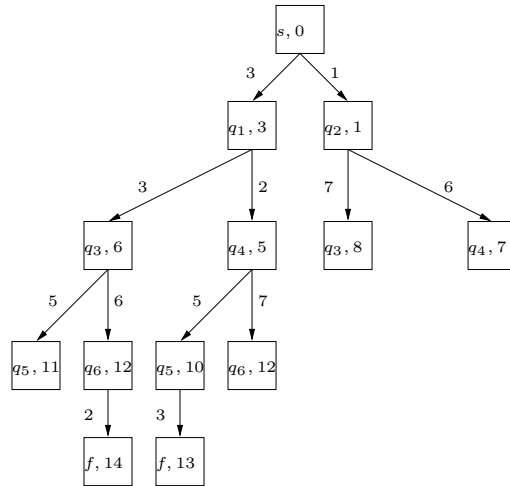 s, 0
3 1
q₁, 3 q₂, 1
3 2 7 6
q₃, 6 q₄, 5 q₃, 8 q₄, 7
5 6 5 7
q₅, 11 q₆, 12 q₅, 10 q₆, 12
2 3
f, 14 f, 13